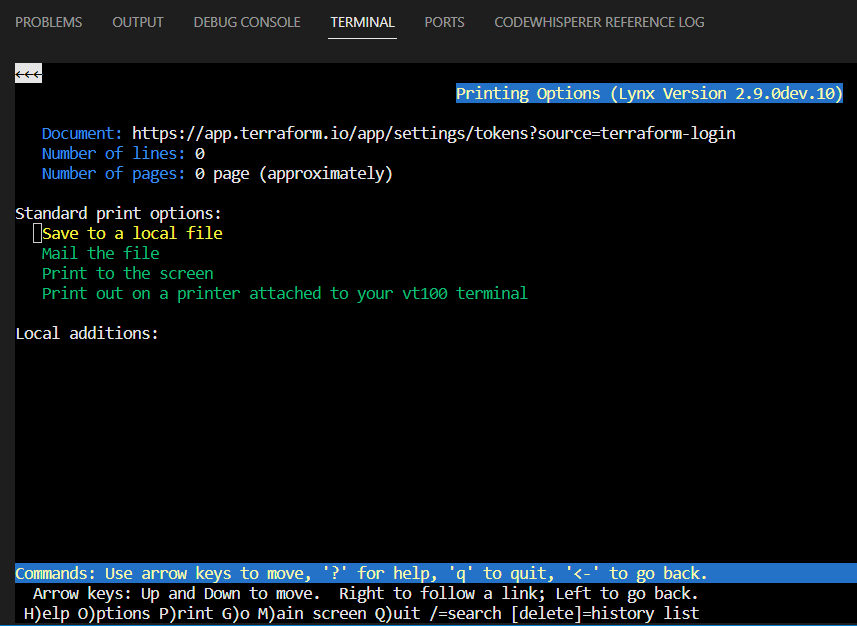 PROBLEMS OUTPUT DEBUG CONSOLE TERMINAL PORTS CODEWHISPERER REFERENCE LOG
←←←
Printing Options (Lynx Version 2.9.0dev.10)
Document: https://app.terraform.io/app/settings/tokens?source=terraform-login
Number of lines: 0
Number of pages: 0 page (approximately)
Standard print options:
Save to a local file
Mail the file
Print to the screen
Print out on a printer attached to your vt100 terminal
Local additions:
Commands: Use arrow keys to move, '?' for help, 'q' to quit, '<-' to go back.
Arrow keys: Up and Down to move.  Right to follow a link; Left to go back.
H)elp O)ptions P)rint G)o M)ain screen Q)uit /=search [delete]=history list